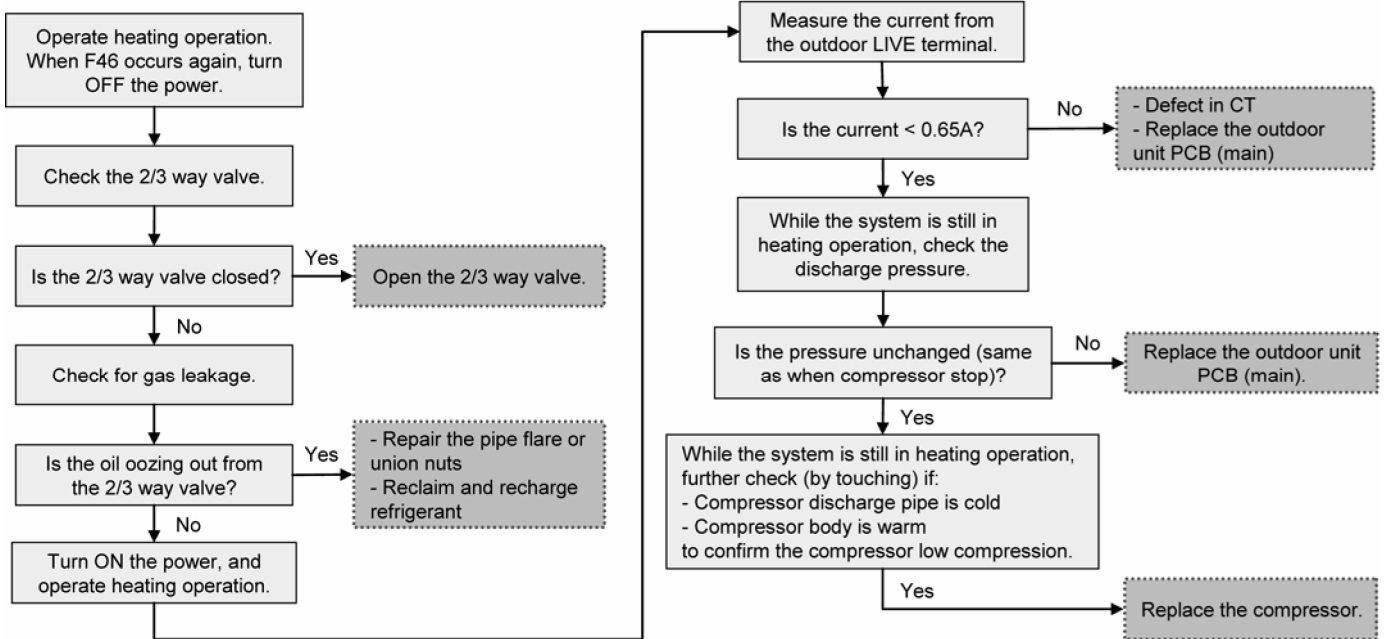 Operate heating operation.
When F46 occurs again, turn
OFF the power.
Check the 2/3 way valve.
Is the 2/3 way valve closed?
Yes
Open the 2/3 way valve.
No
Check for gas leakage.
Is the oil oozing out from
the 2/3 way valve?
Yes
- Repair the pipe flare or
union nuts
- Reclaim and recharge
refrigerant
No
Turn ON the power, and
operate heating operation.
Measure the current from
the outdoor LIVE terminal.
Is the current < 0.65A?
No
- Defect in CT
- Replace the outdoor
unit PCB (main)
Yes
While the system is still in
heating operation, check the
discharge pressure.
Is the pressure unchanged (same
as when compressor stop)?
No
Replace the outdoor unit
PCB (main).
Yes
While the system is still in heating operation,
further check (by touching) if:
- Compressor discharge pipe is cold
- Compressor body is warm
to confirm the compressor low compression.
Yes
Replace the compressor.